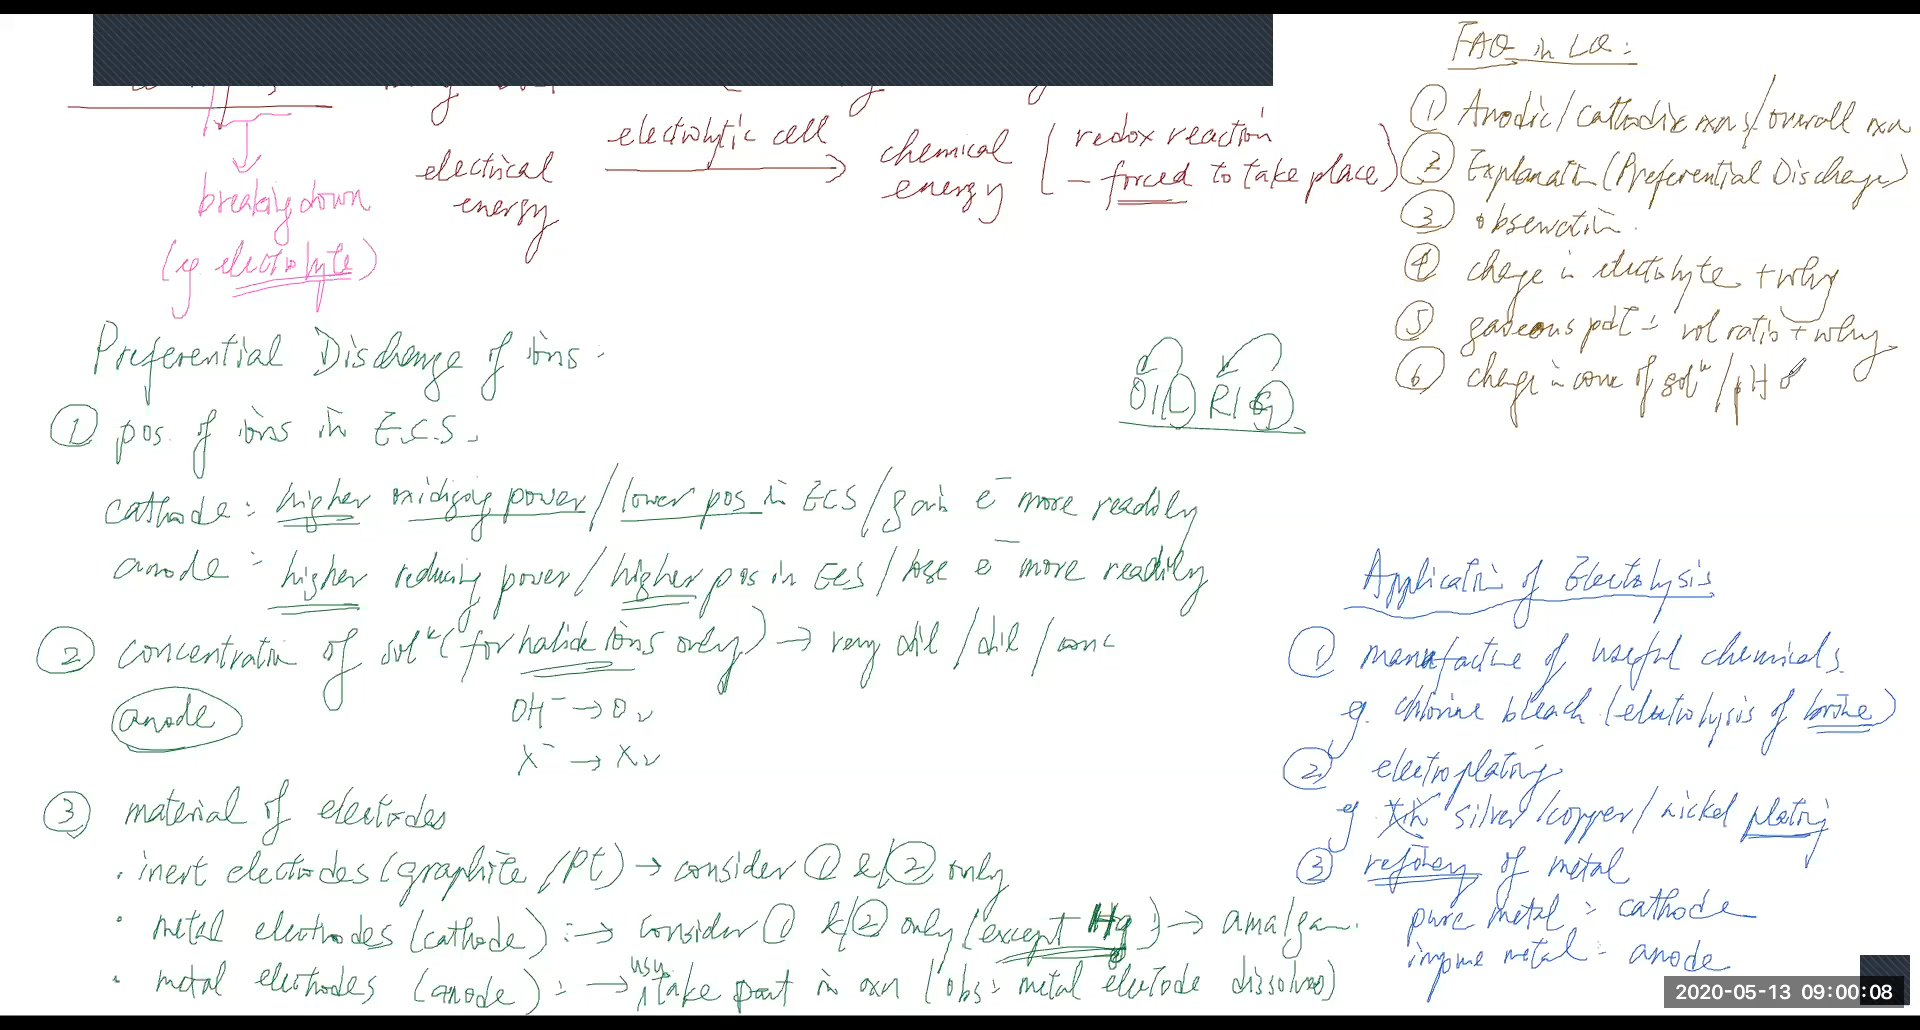 electrical energy
electrolytic cell
chemical energy
(redox reaction
– forced to take place)
breaking down
(eg. electrolyte)
Preferential Discharge of ions :
① pos. of ions in E.C.S.
cathode : higher oxidizing power / lower pos in ECS / gain e⁻ more readily
anode : higher reducing power / higher pos in ECS / lose e⁻ more readily
② concentration of solⁿ (for halide ions only) → very dil / dil / conc
anode
OH⁻ → O₂
X⁻ → X₂
③ material of electrodes
· inert electrodes (graphite / Pt) → consider ① &/② only
· metal electrodes (cathode) : → consider ① &/② only (except Hg) → amalgam.
· metal electrodes (anode) : → usu take part in rxn (obs : metal electrode dissolves)
OIL RIG
FAQ in LQ :
① Anodic / cathodic rxns / overall rxn
② Explanation (Preferential Discharge)
③ observation.
④ change in electrolyte + why
⑤ gaseous pdt : vol ratio + why
⑥ change in conc of solⁿ / pH
Application of Electrolysis
① manufacture of useful chemicals.
eg. chlorine bleach (electrolysis of brine)
② electroplating
eg silver / copper / nickel plating
③ refinery of metal
pure metal : cathode
impure metal : anode
2020-05-13 09:00:08